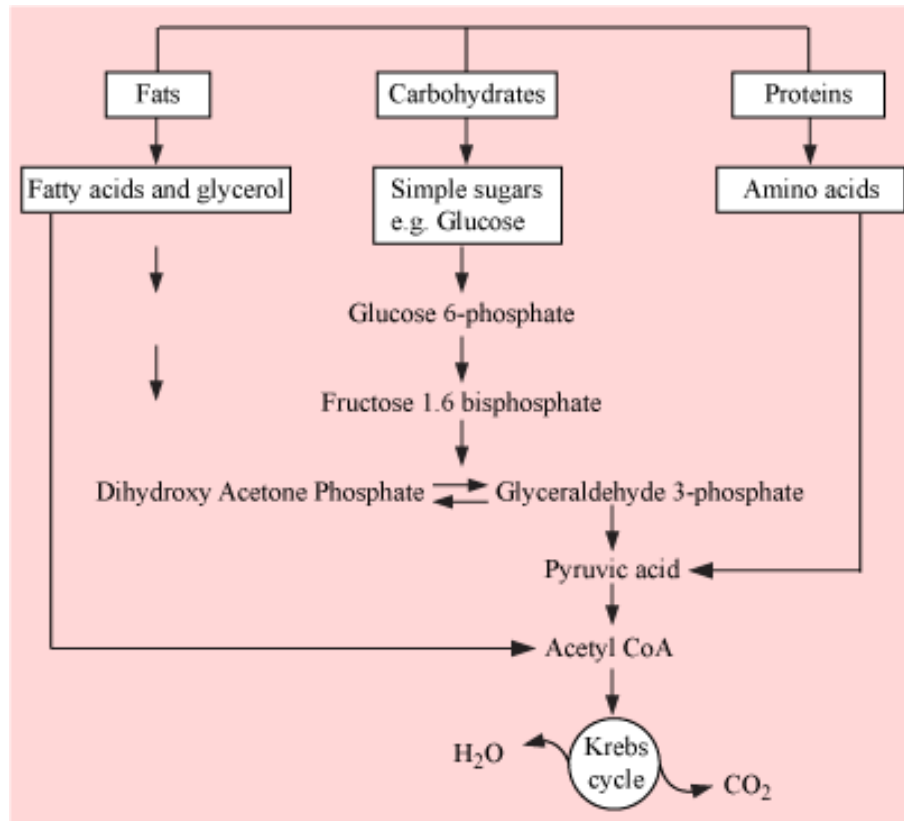 Fats
Carbohydrates
Proteins
Fatty acids and glycerol
Simple sugars
e.g. Glucose
Amino acids
Glucose 6-phosphate
Fructose 1.6 bisphosphate
Dihydroxy Acetone Phosphate
Glyceraldehyde 3-phosphate
Pyruvic acid
Acetyl CoA
Krebs
cycle
H₂O
CO₂